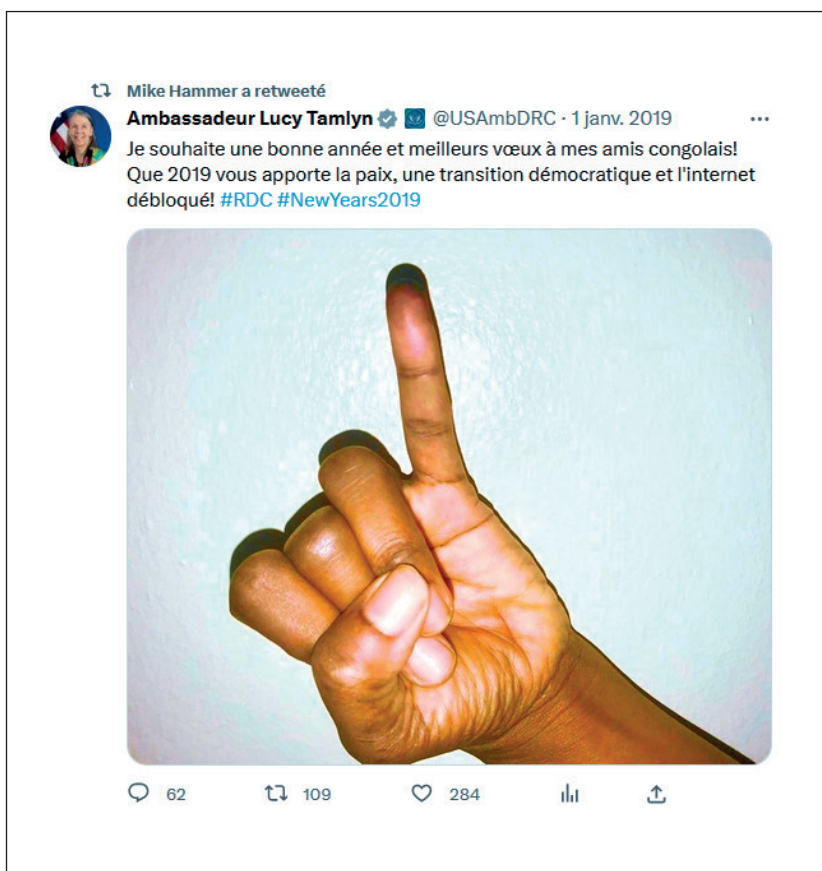 Mike Hammer a retweeté
Ambassadeur Lucy Tamlyn @USAmbDRC · 1 janv. 2019
Je souhaite une bonne année et meilleurs vœux à mes amis congolais!
Que 2019 vous apporte la paix, une transition démocratique et l'internet
débloqué! #RDC #NewYears2019
62 109 284